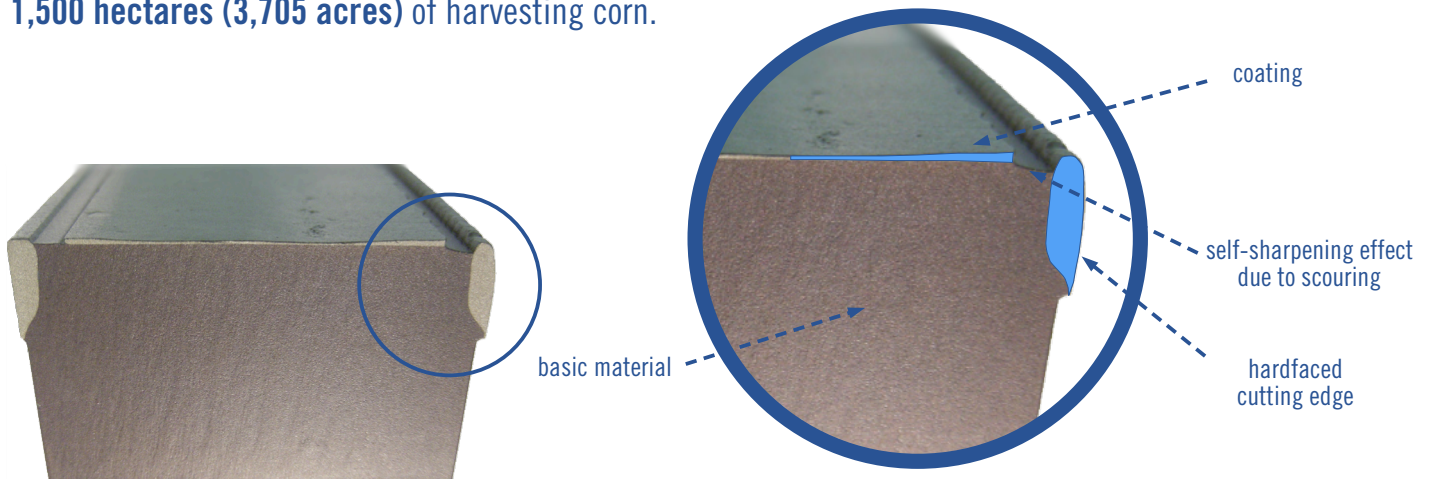 1,500 hectares (3,705 acres) of harvesting corn.
coating
self-sharpening effect
due to scouring
basic material
hardfaced
cutting edge